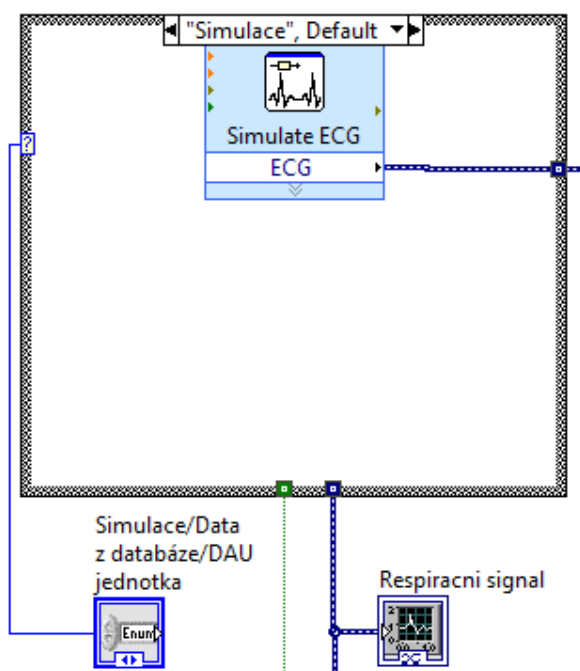 "Simulace", Default
Simulate ECG
ECG
?
Simulace/Data
z databáze/DAU
jednotka
Enum
Respiracni signal